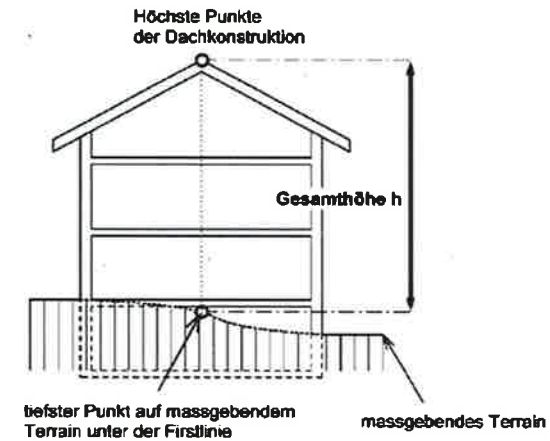 Höchste Punkte
der Dachkonstruktion
Gesamthöhe h
tiefster Punkt auf massgebendem
Terrain unter der Firstlinie
massgebendes Terrain